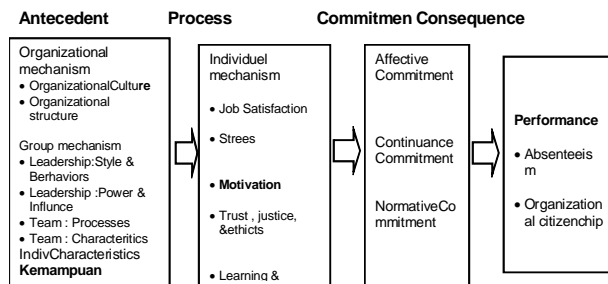 Antecedent Process Commitmen Consequence
Organizational
mechanism
• OrganizationalCulture
• Organizational
structure
Group mechanism
• Leadership:Style &
Berhaviors
• Leadership :Power &
Influnce
• Team : Processes
• Team : Characteritics
IndivCharacteristics
Kemampuan
Individuel
mechanism
• Job Satisfaction
• Strees
• Motivation
• Trust , justice,
&ethicts
• Learning &
Affective
Commitment
Continuance
Commitment
NormativeCo
mmitment
Performance
• Absenteeis
m
• Organization
al citizenchip